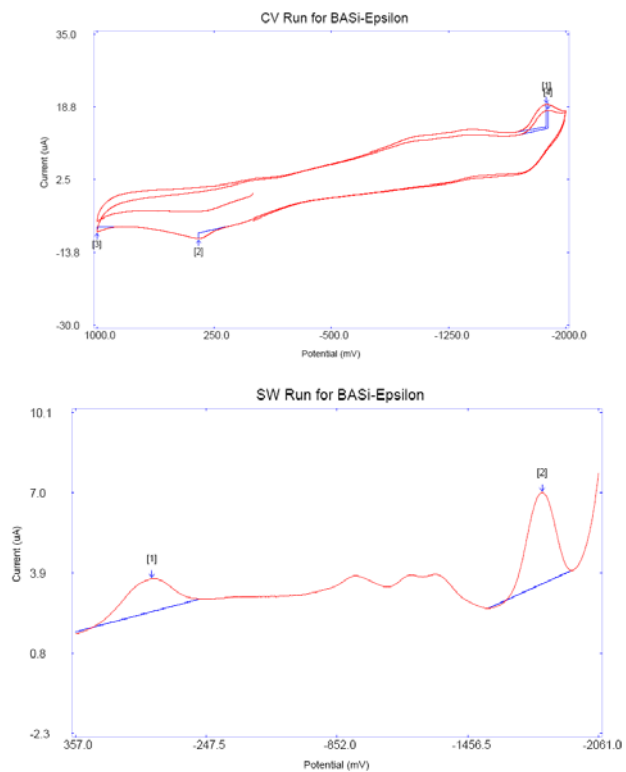 CV Run for BASi-Epsilon
35.0
18.8
2.5
-13.8
-30.0
Current (uA)
[1]
[3]
[2]
1000.0 250.0 -500.0 -1250.0 -2000.0
Potential (mV)
SW Run for BASi-Epsilon
10.1
7.0
3.9
0.8
-2.3
Current (uA)
[1]
[2]
357.0 -247.5 -852.0 -1456.5 -2061.0
Potential (mV)